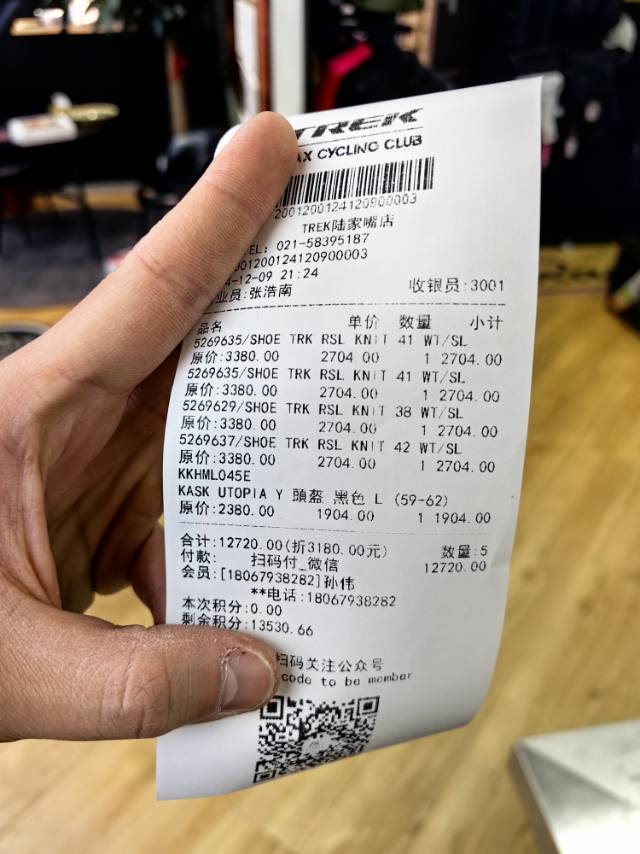 TREK
AX CYCLING CLUB
200120012412090​0003
TREK陆家嘴店
EL: 021-58395187
001200124120900003
4-12-09 21:24
业员:张浩南 收银员:3001
品名 单价 数量 小计
5269635/SHOE TRK RSL KNIT 41 WT/SL
原价:3380.00 2704.00 1 2704.00
5269635/SHOE TRK RSL KNIT 41 WT/SL
原价:3380.00 2704.00 1 2704.00
5269629/SHOE TRK RSL KNIT 38 WT/SL
原价:3380.00 2704.00 1 2704.00
5269637/SHOE TRK RSL KNIT 42 WT/SL
原价:3380.00 2704.00 1 2704.00
KKHML045E
KASK UTOPIA Y 頭盔 黑色 L (59-62)
原价:2380.00 1904.00 1 1904.00
合计:12720.00(折3180.00元) 数量:5
付款: 扫码付_微信 12720.00
会员:[18067938282]孙伟
**电话:18067938282
本次积分:0.00
剩余积分:13530.66
扫码关注公众号
code to be member